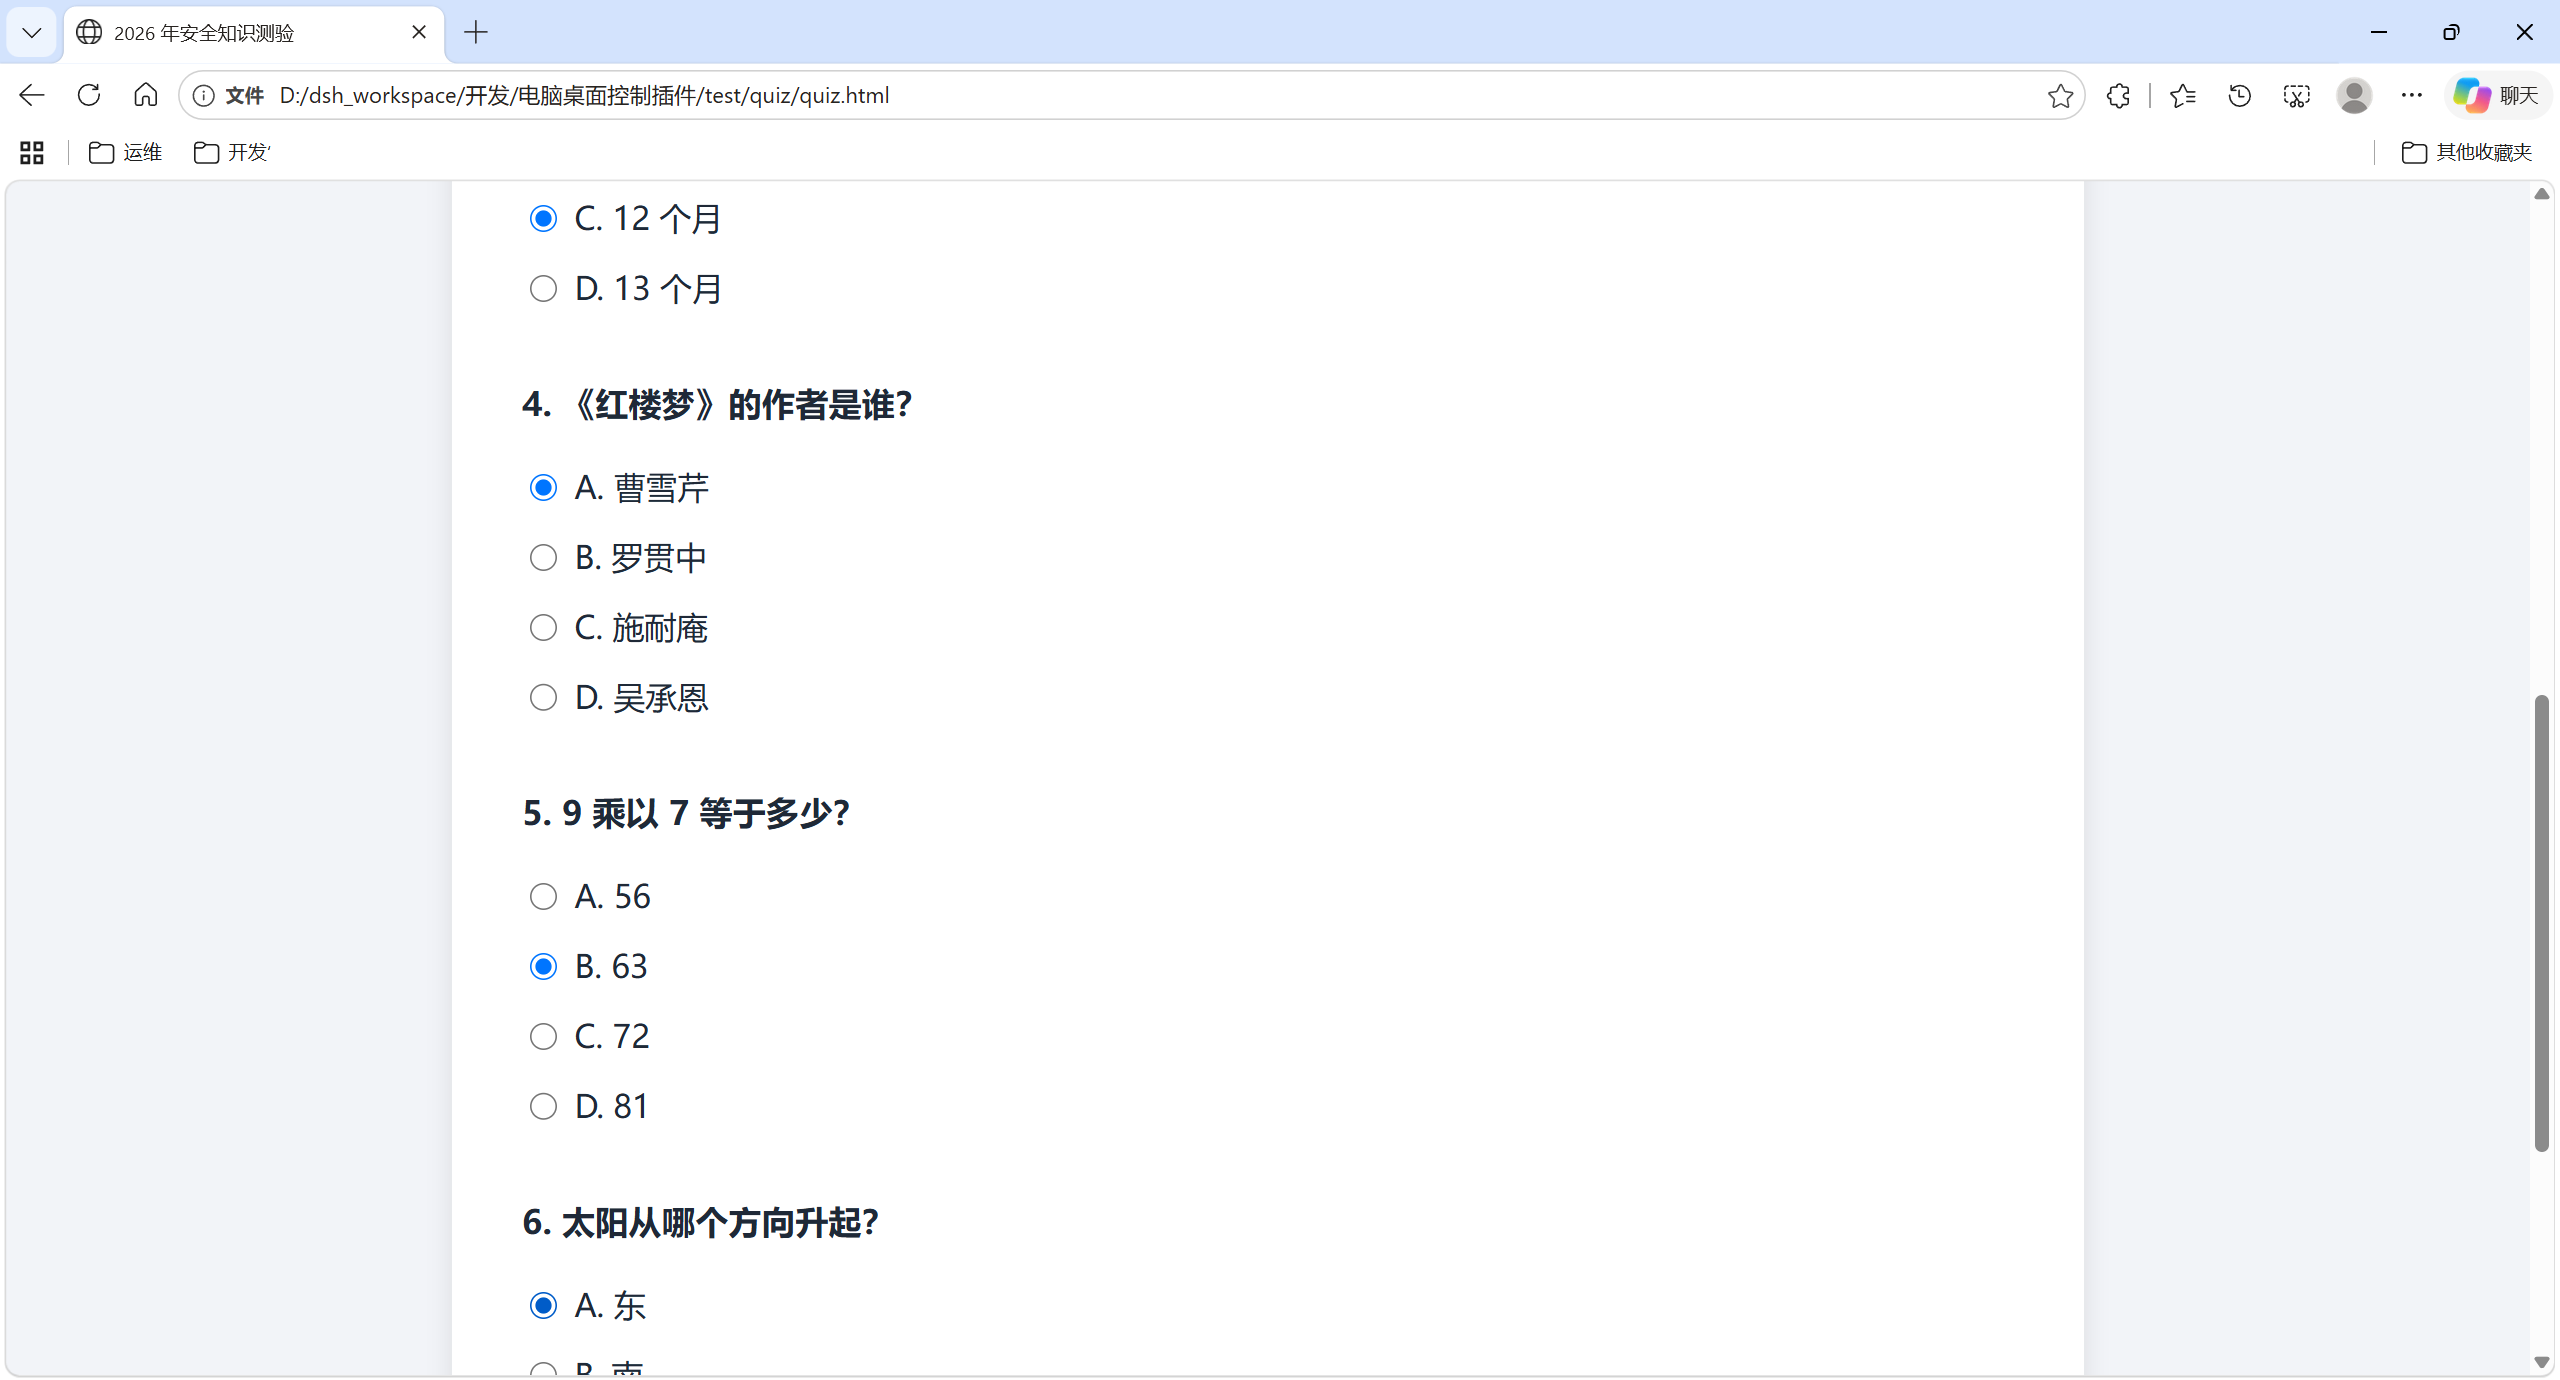 2026 年安全知识测验
文件 D:/dsh_workspace/开发/电脑桌面控制插件/test/quiz/quiz.html
聊天
运维 开发' 其他收藏夹
C. 12 个月
D. 13 个月
4. 《红楼梦》的作者是谁?
A. 曹雪芹
B. 罗贯中
C. 施耐庵
D. 吴承恩
5. 9 乘以 7 等于多少?
A. 56
B. 63
C. 72
D. 81
6. 太阳从哪个方向升起?
A. 东
B. 南